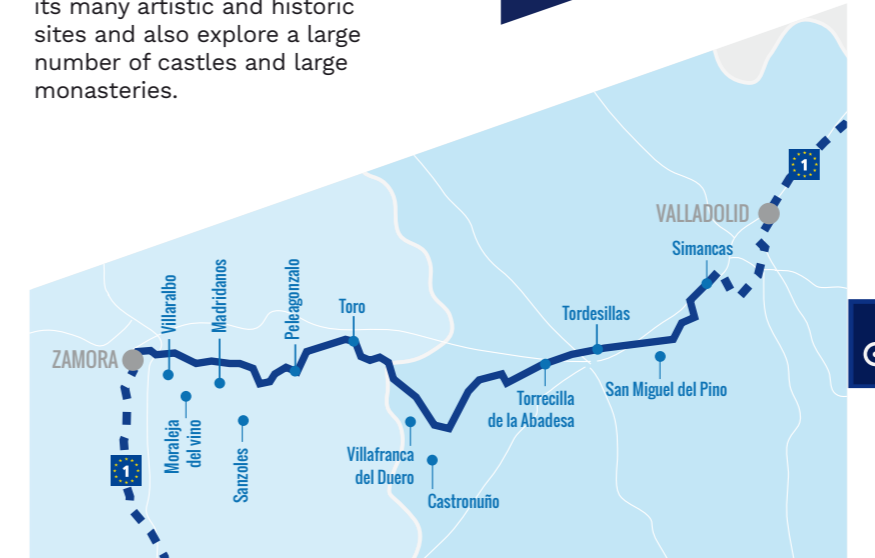 its many artistic and historic
sites and also explore a large
number of castles and large
monasteries.
1
VALLADOLID
Simancas
Villaralbo
Madridanos
Peleagonzalo
Toro
Tordesillas
ZAMORA
San Miguel del Pino
Torrecilla
de la Abadesa
Moraleja
del vino
Sanzoles
Villafranca
del Duero
1
Castronuño